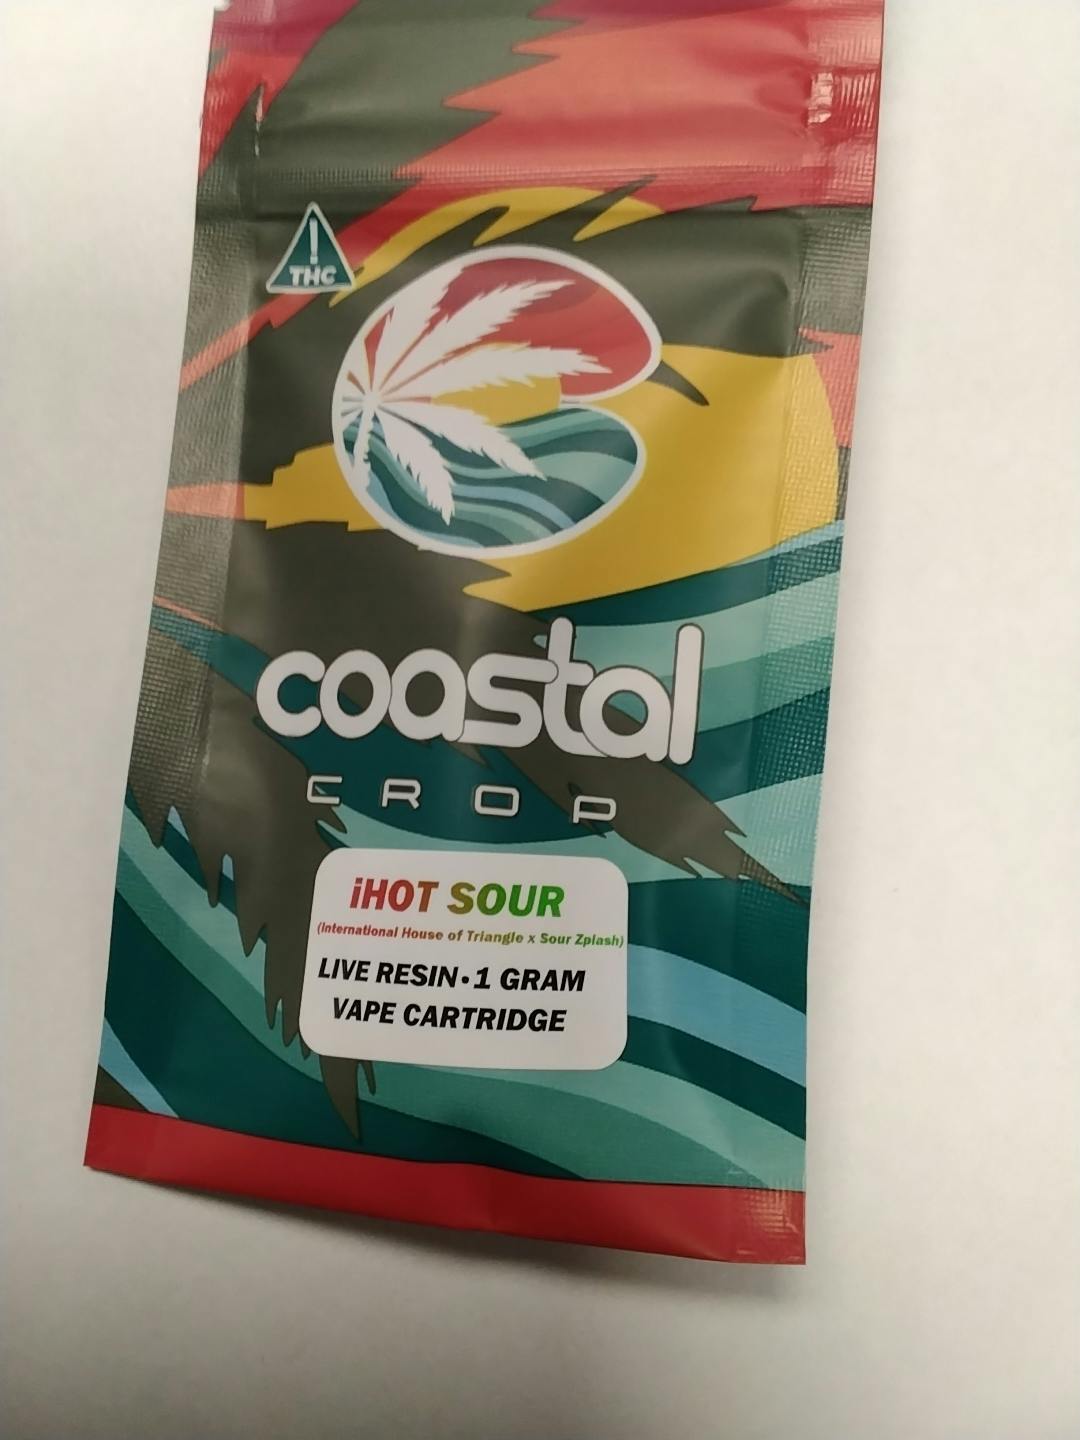 !
THC
coastal
CROP
iHOT SOUR
(International House of Triangle x Sour Zplash)
LIVE RESIN • 1 GRAM
VAPE CARTRIDGE